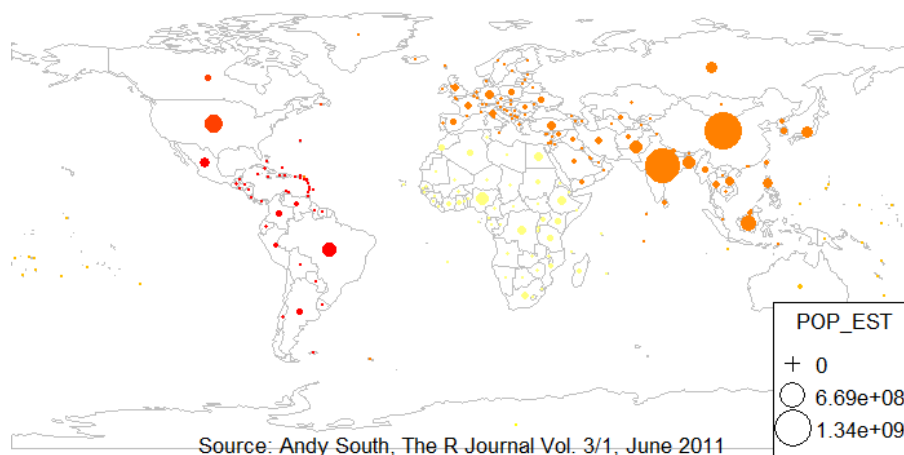 POP_EST
0
6.69e+08
1.34e+09
Source: Andy South, The R Journal Vol. 3/1, June 2011